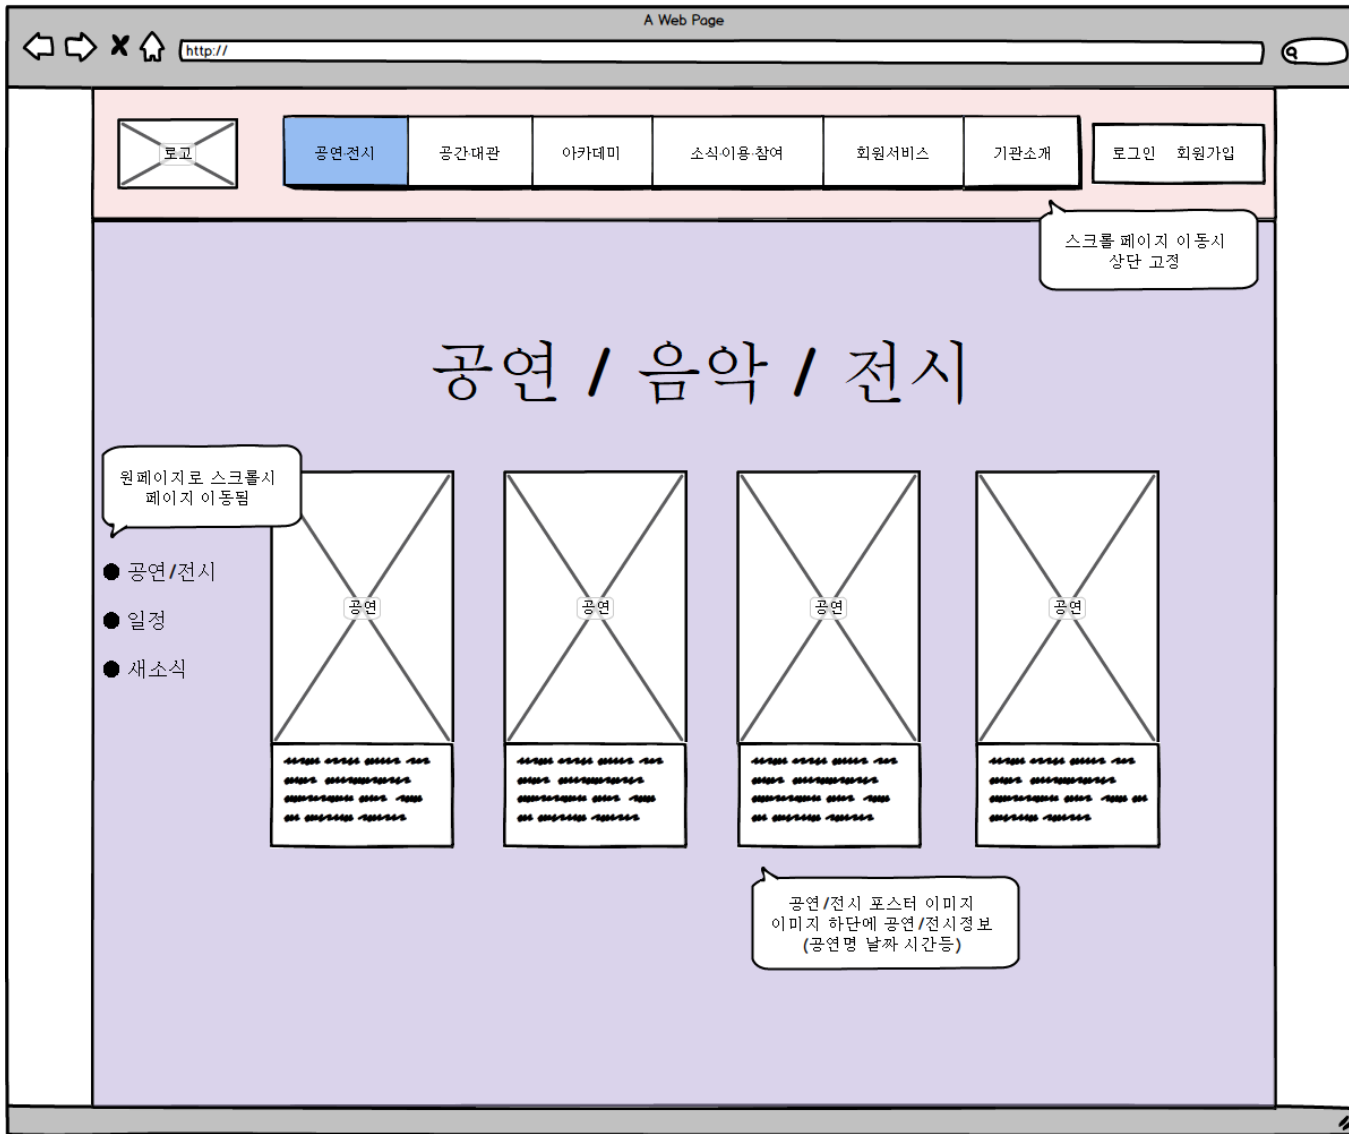 A Web Page
http://
로고
공연·전시
공간·대관
아카데미
소식·이용·참여
회원서비스
기관소개
로그인 회원가입
스크롤 페이지 이동시
상단 고정
공연 / 음악 / 전시
원페이지로 스크롤시
페이지 이동됨
공연/전시
일정
새소식
공연
공연
공연
공연
공연/전시 포스터 이미지
이미지 하단에 공연/전시정보
(공연명 날짜 시간등)